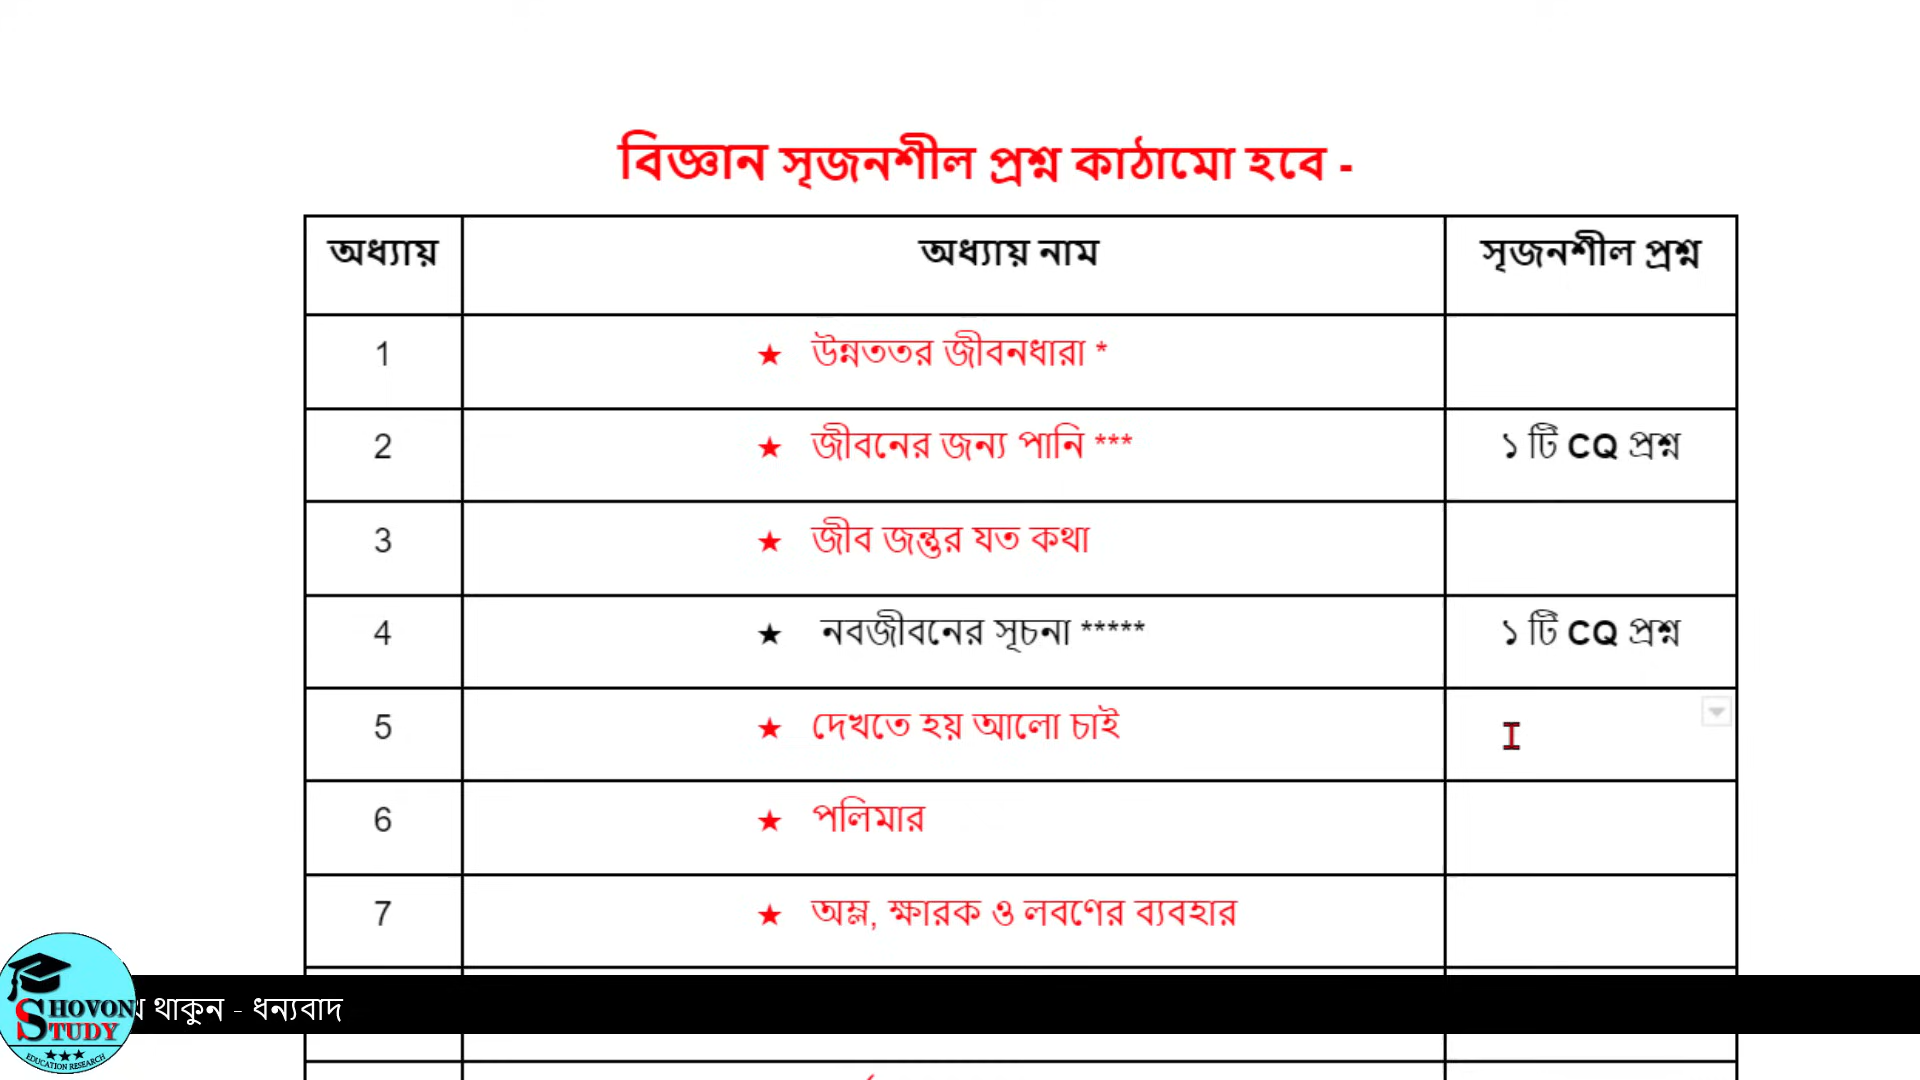 বিজ্ঞান সৃজনশীল প্রশ্ন কাঠামো হবে -
অধ্যায় অধ্যায় নাম সৃজনশীল প্রশ্ন
1 ★ উন্নততর জীবনধারা *
2 ★ জীবনের জন্য পানি *** ১ টি CQ প্রশ্ন
3 ★ জীব জন্তুর যত কথা
4 ★ নবজীবনের সূচনা ***** ১ টি CQ প্রশ্ন
5 ★ দেখতে হয় আলো চাই
6 ★ পলিমার
7 ★ অম্ল, ক্ষারক ও লবণের ব্যবহার
থাকুন - ধন্যবাদ
SHOVON
STUDY
EDUCATION RESEARCH